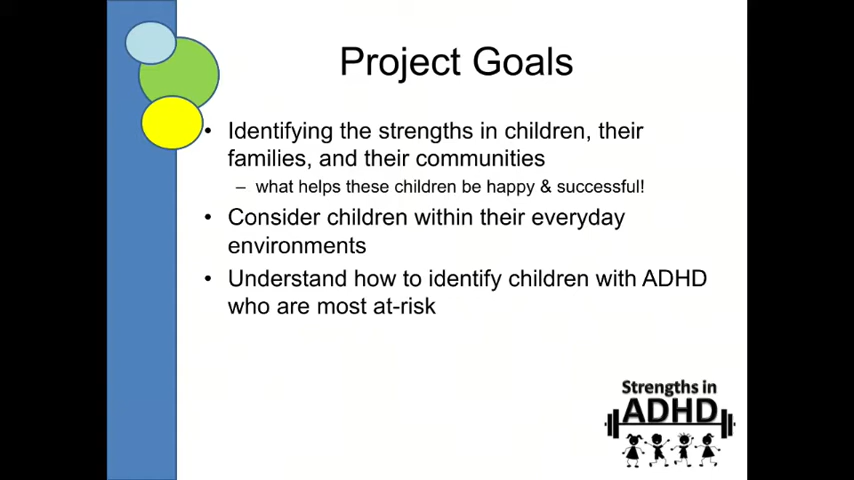 Project Goals
• Identifying the strengths in children, their
families, and their communities
– what helps these children be happy & successful!
• Consider children within their everyday
environments
• Understand how to identify children with ADHD
who are most at-risk
Strengths in
ADHD